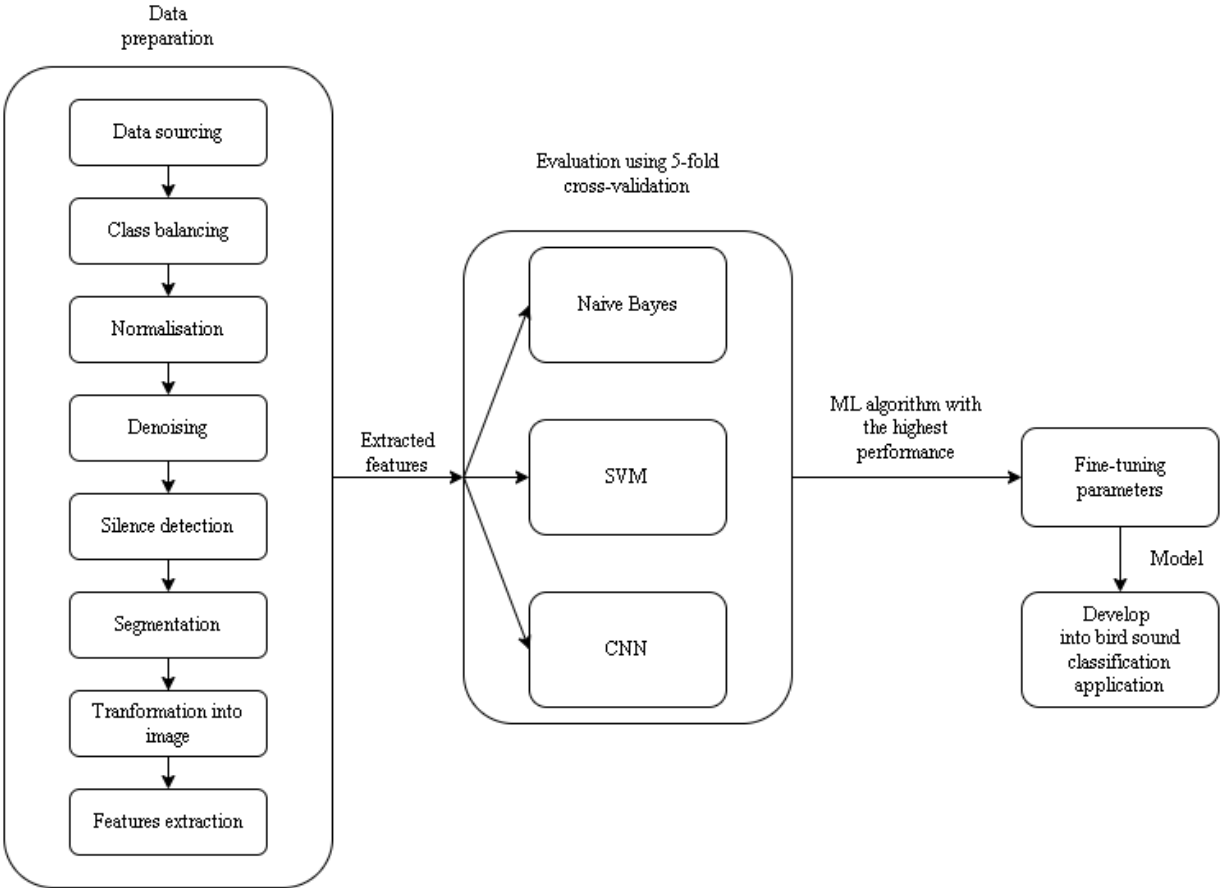 Data
preparation
Data sourcing
Class balancing
Normalisation
Denoising
Silence detection
Segmentation
Tranformation into
image
Features extraction
Extracted
features
Evaluation using 5-fold
cross-validation
Naive Bayes
SVM
CNN
ML algorithm with
the highest
performance
Fine-tuning
parameters
Model
Develop
into bird sound
classification
application